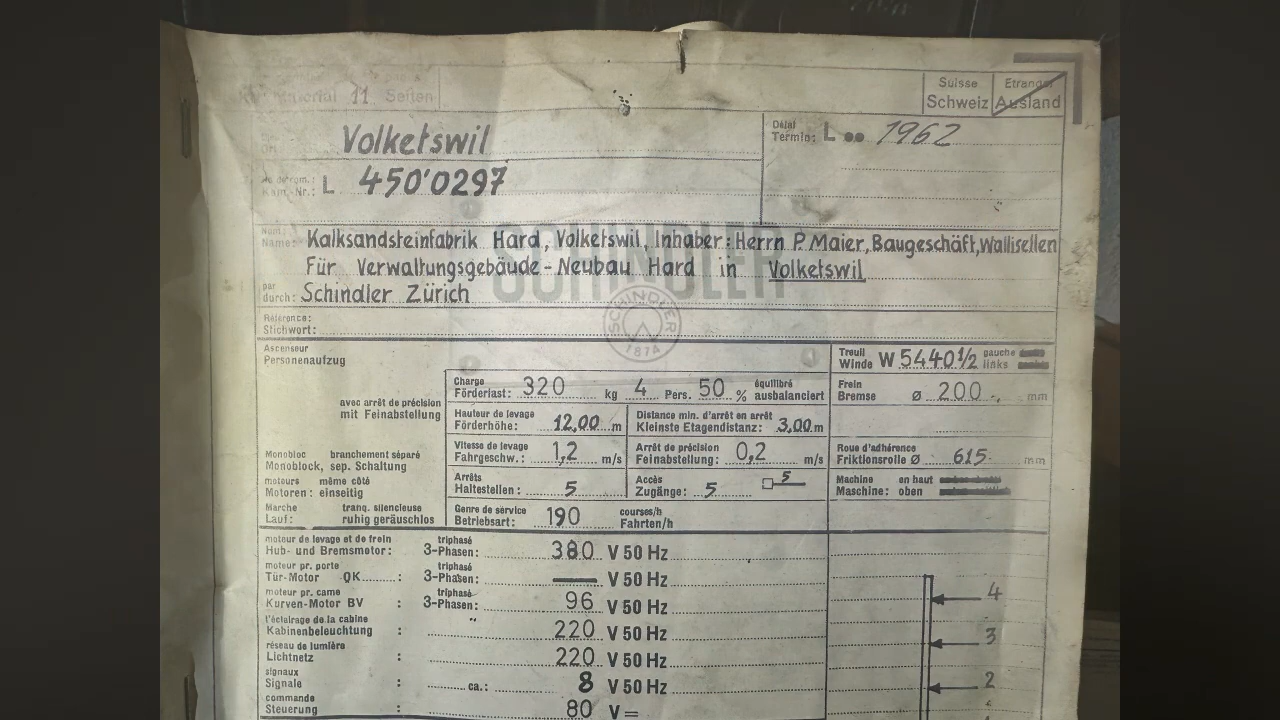 Material 11 Seiten
Suisse Etranger
Schweiz Ausland
Volketswil
Délai
Termin: L 1962
Kom.-Nr.: L 450'0297
SCHINDLER
Nom:
Name: Kalksandsteinfabrik Hard, Volketswil, Inhaber: Herrn P. Maier, Baugeschäft, Wallisellen
Für Verwaltungsgebäude - Neubau Hard in Volketswil
par
durch: Schindler Zürich
SCHINDLER
1874
Référence:
Stichwort:
Ascenseur
Personenaufzug
Treuil gauche
Winde W 5440 1/2 links
Charge équilibré
Förderlast: 320 kg 4 Pers. 50 % ausbalanciert
Frein
Bremse ø 200 mm
avec arrêt de précision
mit Feinabstellung
Hauteur de levage Distance min. d'arrêt en arrêt
Förderhöhe: 12,00 m Kleinste Etagendistanz: 3,00 m
Monobloc branchement séparé
Monoblock, sep. Schaltung
Vitesse de levage Arrêt de précision
Fahrgeschw.: 1,2 m/s Feinabstellung: 0,2 m/s
Roue d'adhérence
Friktionsrolle Ø 615 mm
moteurs même côté
Motoren: einseitig
Arrêts Accès 5
Haltestellen: 5 Zugänge: 5
Machine en haut
Maschine: oben
Marche tranq. silencieuse
Lauf: ruhig geräuschlos
Genre de service courses/h
Betriebsart: 190 Fahrten/h
moteur de levage et de frein triphasé
Hub- und Bremsmotor: 3-Phasen: 380 V 50 Hz
moteur pr. porte triphasé
Tür-Motor QK : 3-Phasen: — V 50 Hz
moteur pr. came triphasé
Kurven-Motor BV : 3-Phasen: 96 V 50 Hz
4
l'éclairage de la cabine
Kabinenbeleuchtung : 220 V 50 Hz
3
réseau de lumière
Lichtnetz : 220 V 50 Hz
signaux
Signale : ca.: 8 V 50 Hz
2
commande
Steuerung : 80 V =